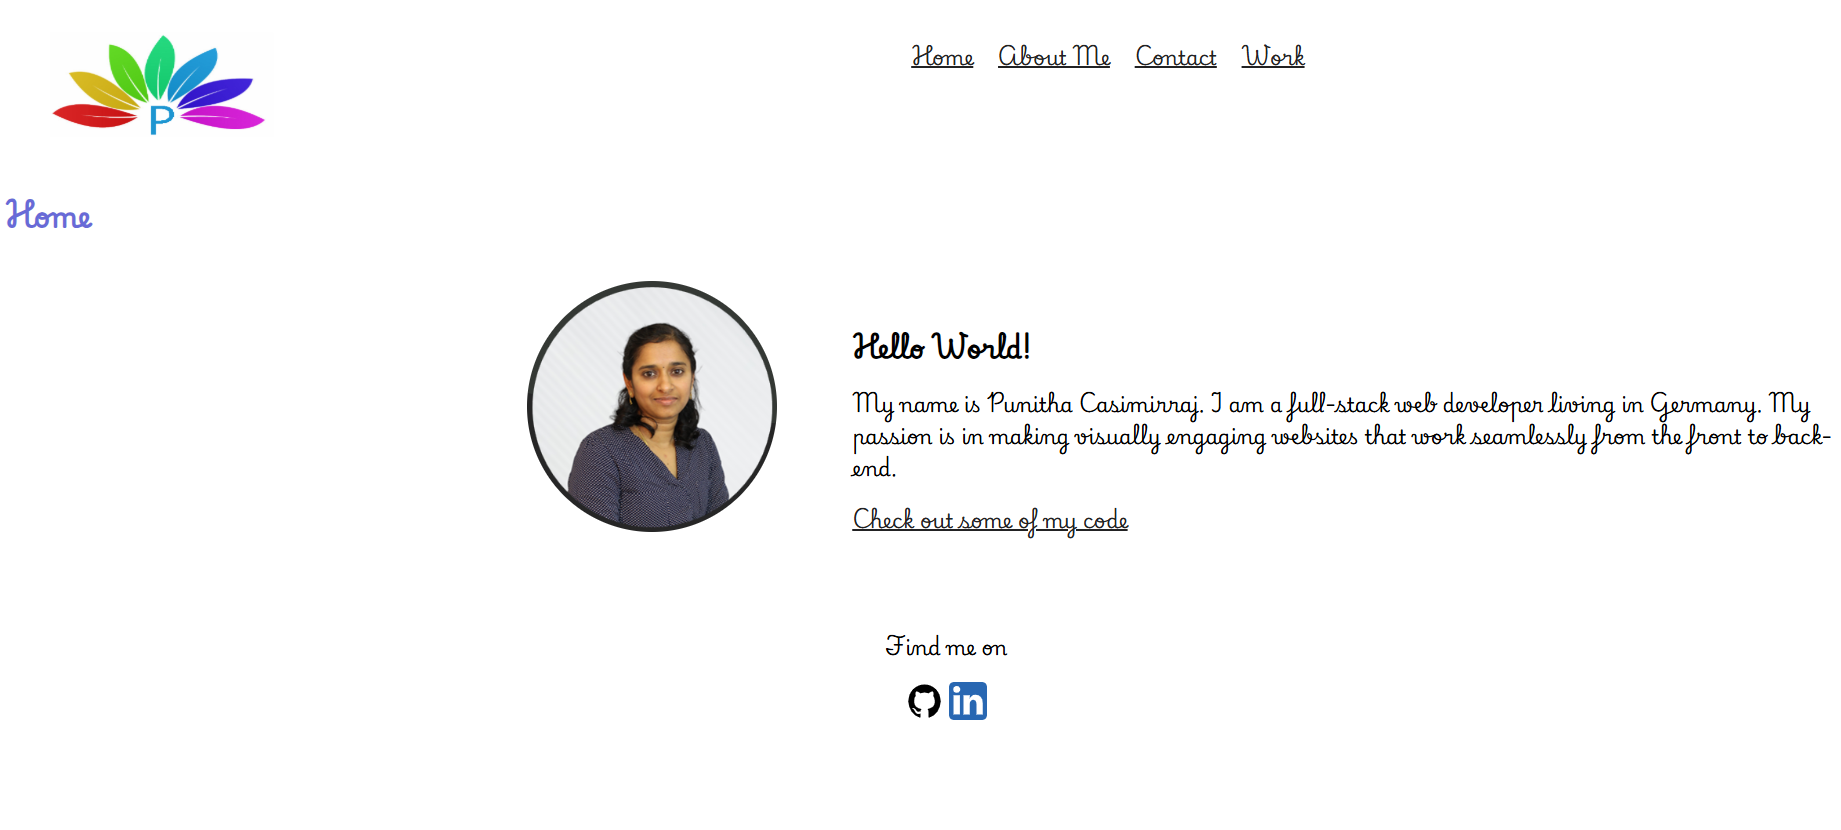 P
Home About Me Contact Work
Home
Hello World!
My name is Punitha Casimirraj. I am a full-stack web developer living in Germany. My
passion is in making visually engaging websites that work seamlessly from the front to back-
end.
Check out some of my code
Find me on
in